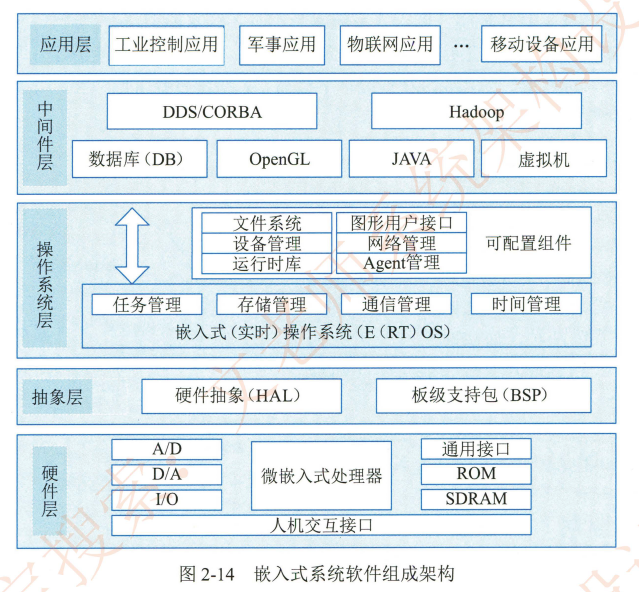 应用层 工业控制应用 军事应用 物联网应用 … 移动设备应用
中间件层
DDS/CORBA Hadoop
数据库(DB) OpenGL JAVA 虚拟机
操作系统层
文件系统 图形用户接口
设备管理 网络管理 可配置组件
运行时库 Agent管理
任务管理 存储管理 通信管理 时间管理
嵌入式(实时)操作系统(E(RT)OS)
抽象层 硬件抽象(HAL) 板级支持包(BSP)
硬件层
A/D 通用接口
D/A 微嵌入式处理器 ROM
I/O SDRAM
人机交互接口
图 2-14 嵌入式系统软件组成架构